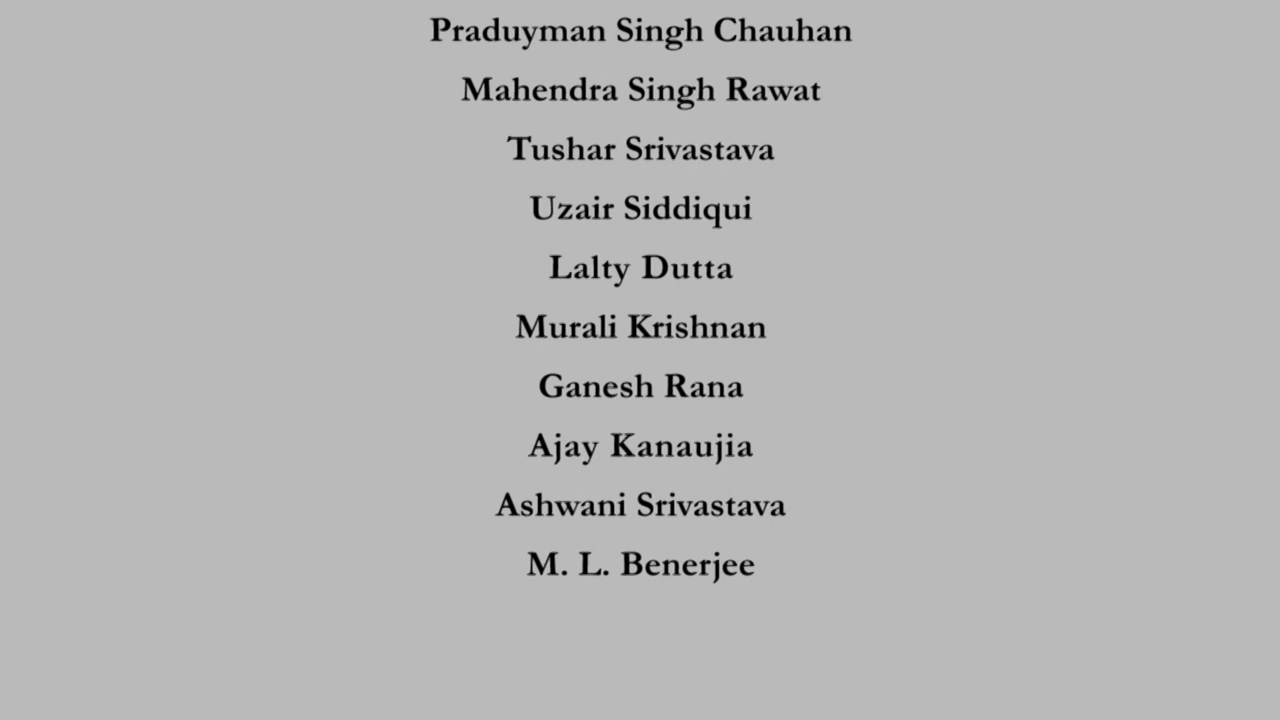 Praduyman Singh Chauhan
Mahendra Singh Rawat
Tushar Srivastava
Uzair Siddiqui
Lalty Dutta
Murali Krishnan
Ganesh Rana
Ajay Kanaujia
Ashwani Srivastava
M. L. Benerjee